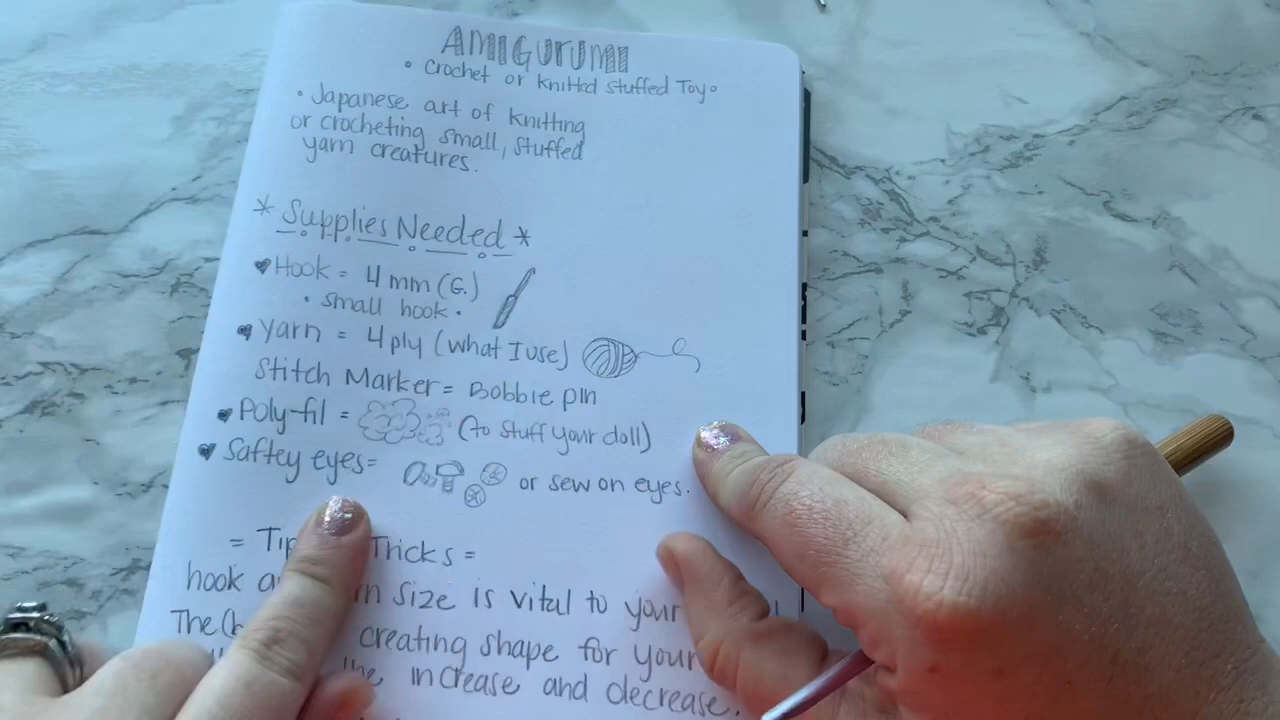 AMIGURUMI
• Crochet or Knitted Stuffed Toy
• Japanese art of knitting
or crocheting small, stuffed
yarn creatures.
* Supplies Needed *
♥ Hook = 4 mm (G.)
• small hook •
♥ Yarn = 4 ply (what I use)
Stitch Marker = Bobbie pin
♥ Poly-fil = (to stuff your doll)
♥ Saftey eyes= or sew on eyes.
= Tricks =
hook size is vital to your
The creating shape for your
increase and decrease.